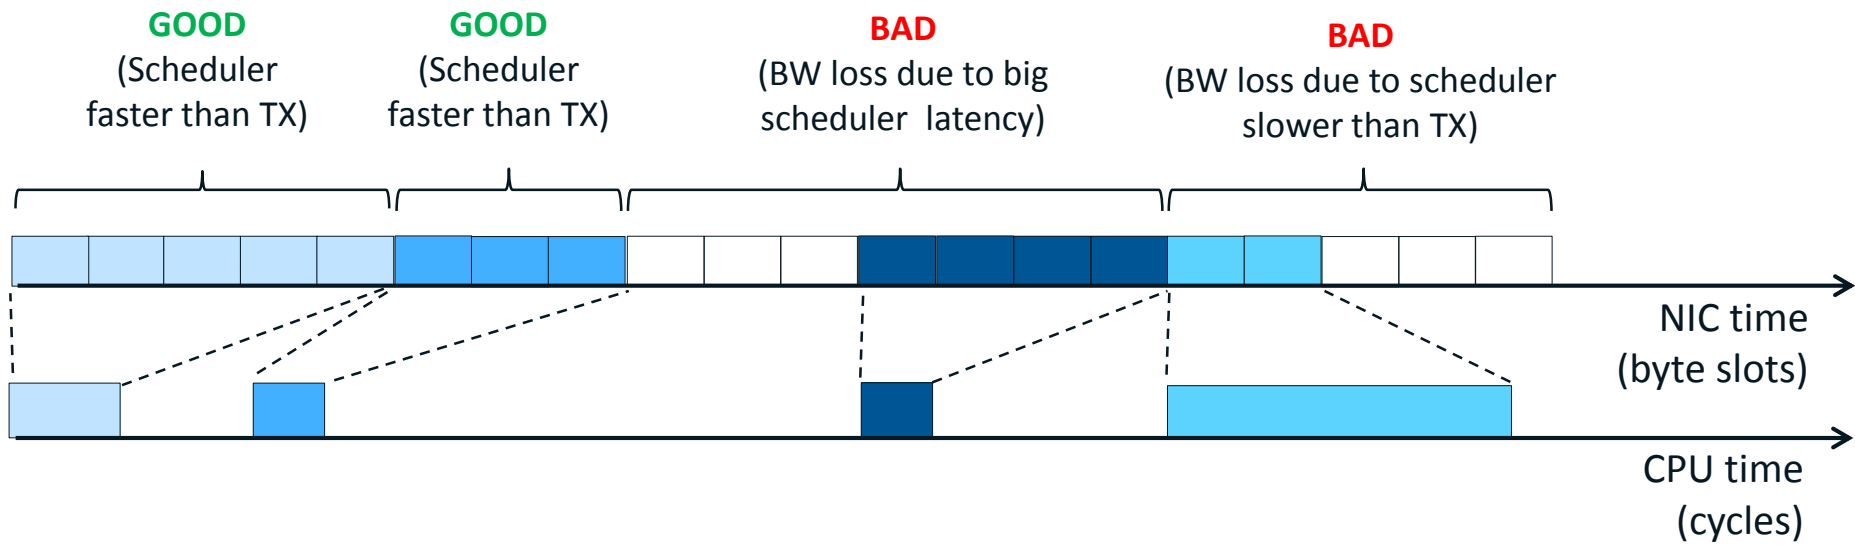 GOOD
(Scheduler
faster than TX)
GOOD
(Scheduler
faster than TX)
BAD
(BW loss due to big
scheduler latency)
BAD
(BW loss due to scheduler
slower than TX)
NIC time
(byte slots)
CPU time
(cycles)